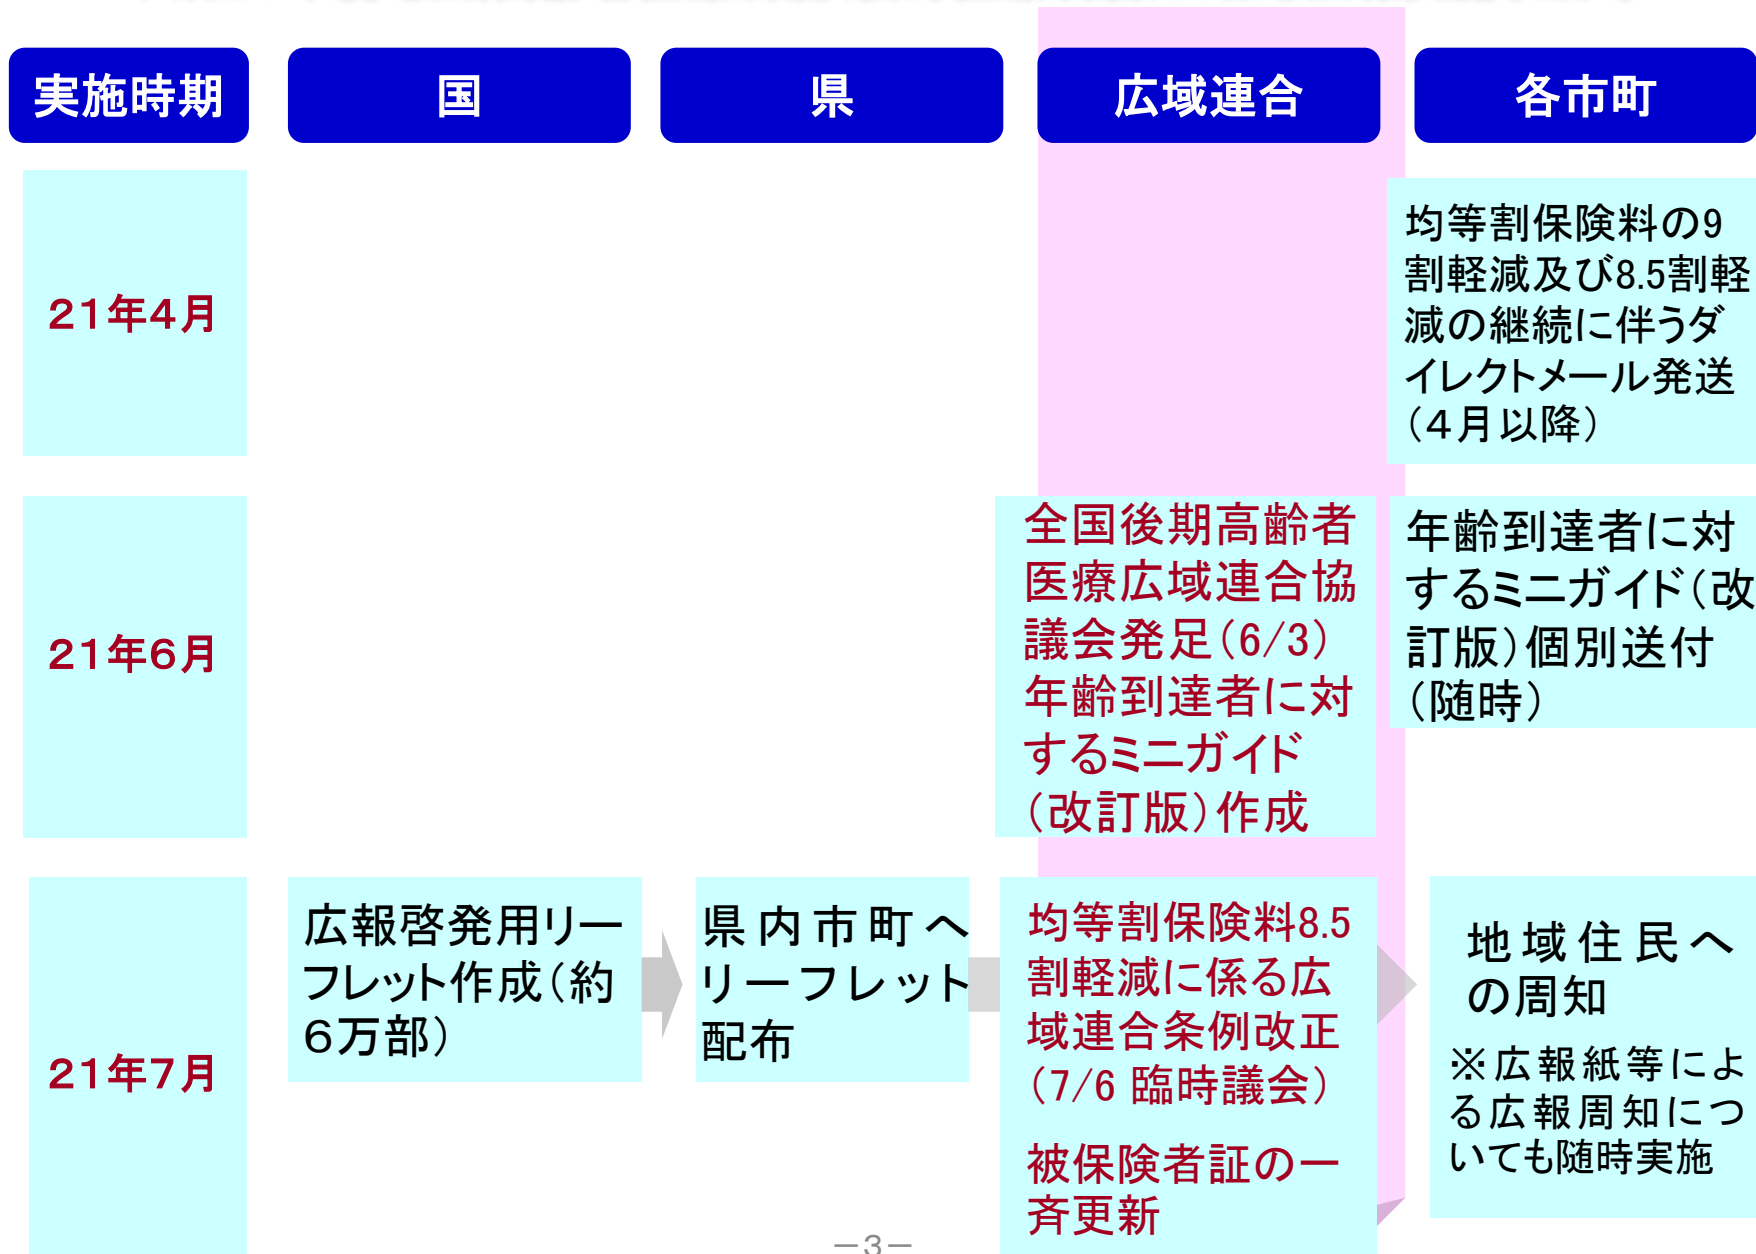 実施時期
国
県
広域連合
各市町
21年4月
均等割保険料の9
割軽減及び8.5割軽
減の継続に伴うダ
イレクトメール発送
（4月以降）
21年6月
全国後期高齢者
医療広域連合協
議会発足（6/3）
年齢到達者に対
するミニガイド
（改訂版）作成
年齢到達者に対
するミニガイド（改
訂版）個別送付
（随時）
21年7月
広報啓発用リー
フレット作成（約
6万部）
県内市町へ
リーフレット
配布
均等割保険料8.5
割軽減に係る広
域連合条例改正
（7/6 臨時議会）
被保険者証の一
斉更新
地域住民へ
の周知
※広報紙等によ
る広報周知につ
いても随時実施
－3－